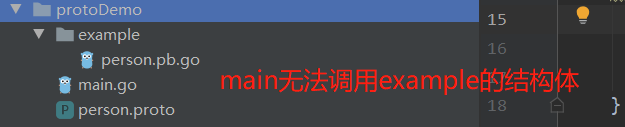 protoDemo
example
person.pb.go
main.go
person.proto
main无法调用example的结构体
15
16
17
18 }